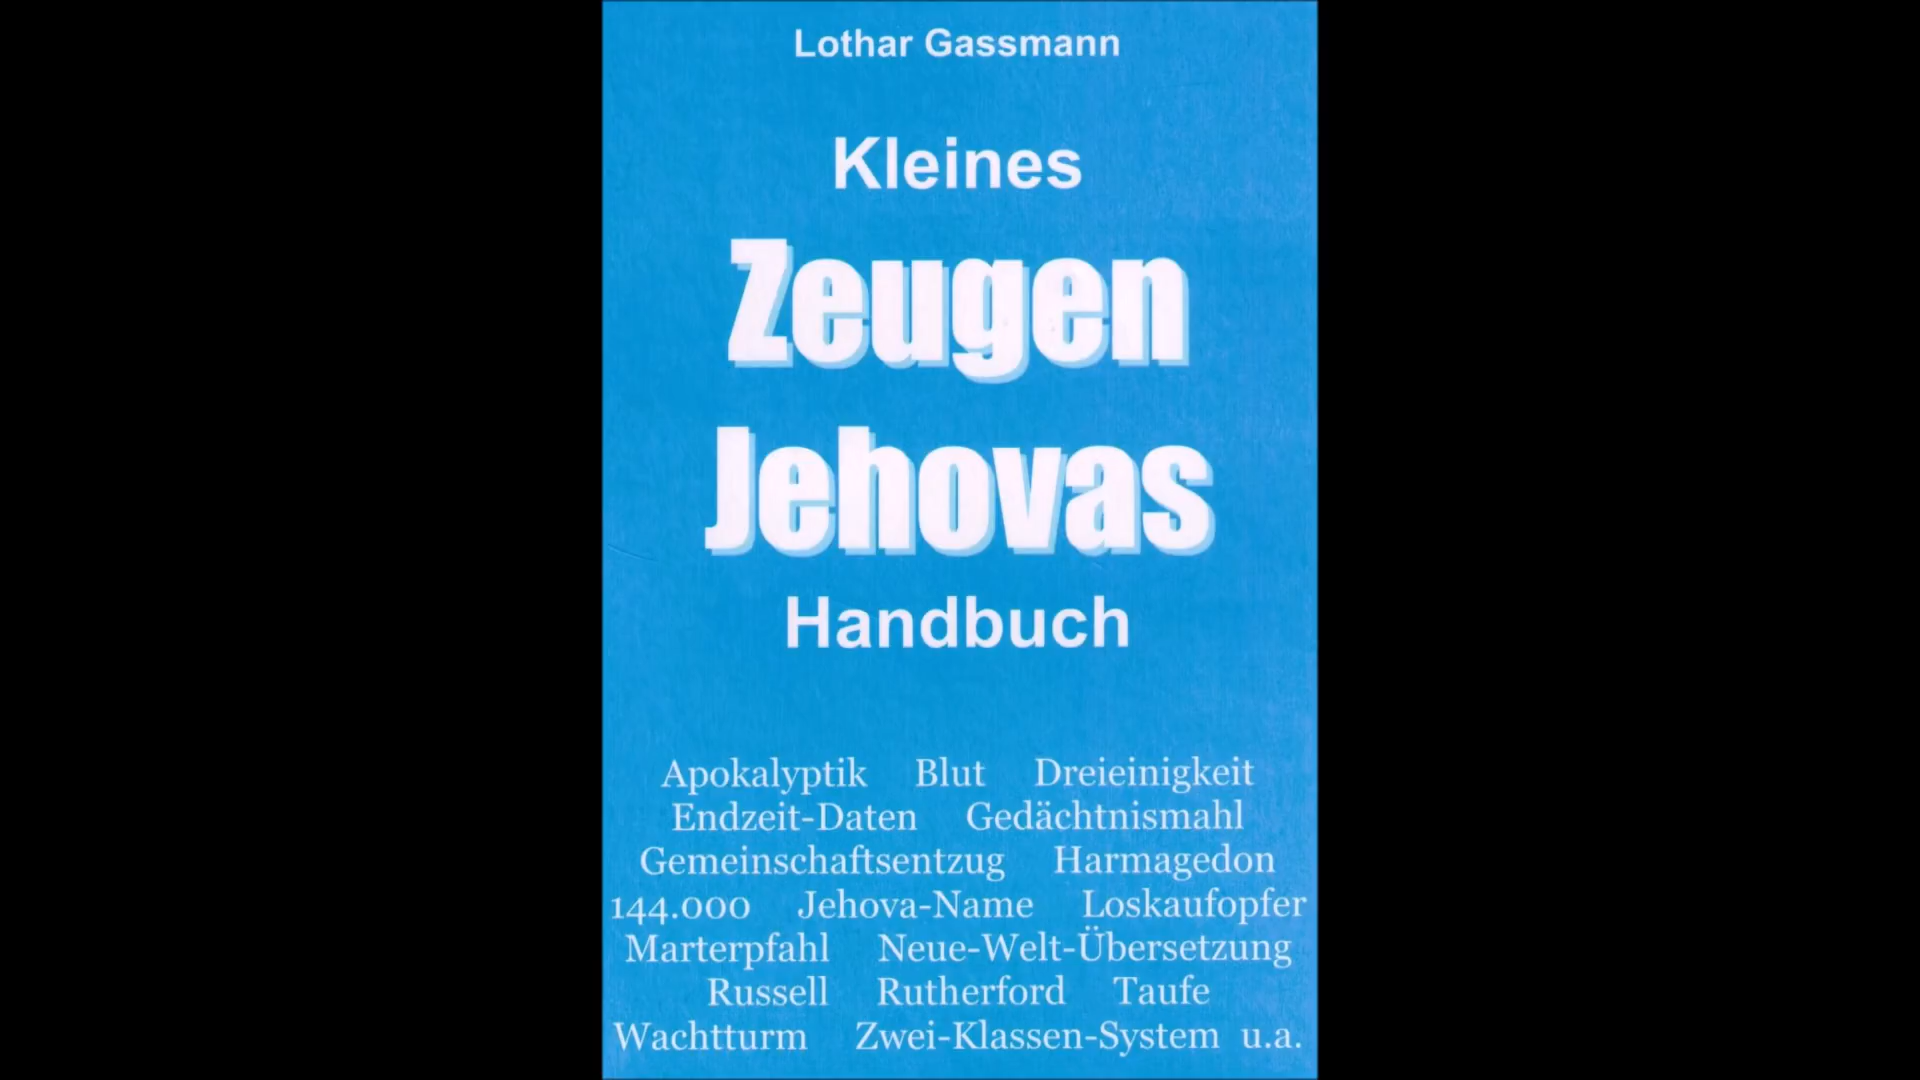 Lothar Gassmann
Kleines
Zeugen
Jehovas
Handbuch
Apokalyptik Blut Dreieinigkeit
Endzeit-Daten Gedächtnismahl
Gemeinschaftsentzug Harmagedon
144.000 Jehova-Name Loskaufopfer
Marterpfahl Neue-Welt-Übersetzung
Russell Rutherford Taufe
Wachtturm Zwei-Klassen-System u.a.